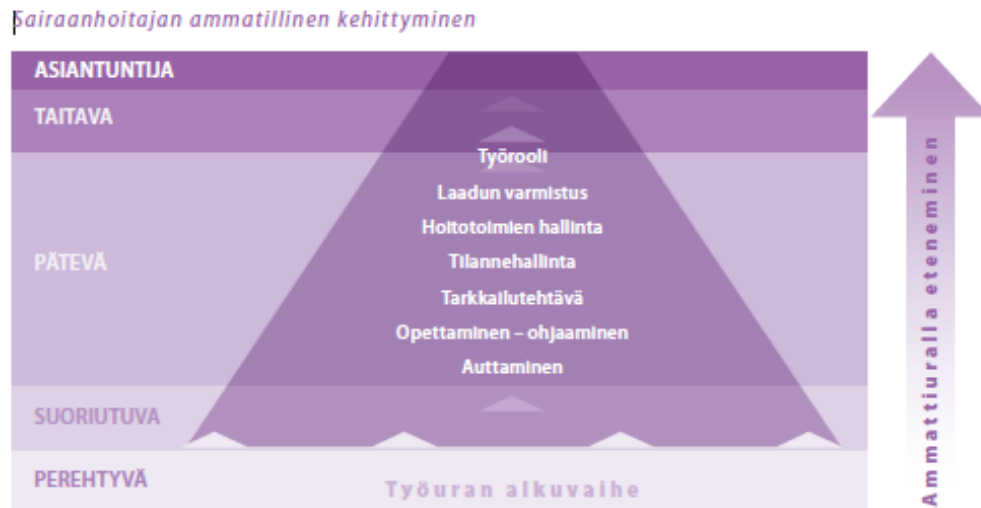 Sairaanhoitajan ammatillinen kehittyminen
ASIANTUNTIJA
TAITAVA
PÄTEVÄ
SUORIUTUVA
PEREHTYVÄ
Työrooli
Laadun varmistus
Hoitotoimien hallinta
Tilannehallinta
Tarkkailutehtävä
Opettaminen – ohjaaminen
Auttaminen
Työuran alkuvaihe
Ammattiuralla eteneminen